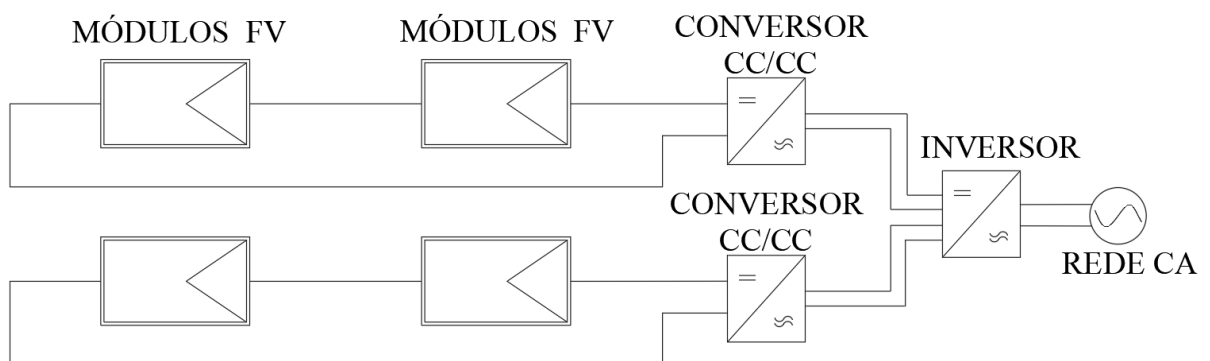 MÓDULOS FV
MÓDULOS FV
CONVERSOR
CC/CC
INVERSOR
CONVERSOR
CC/CC
REDE CA